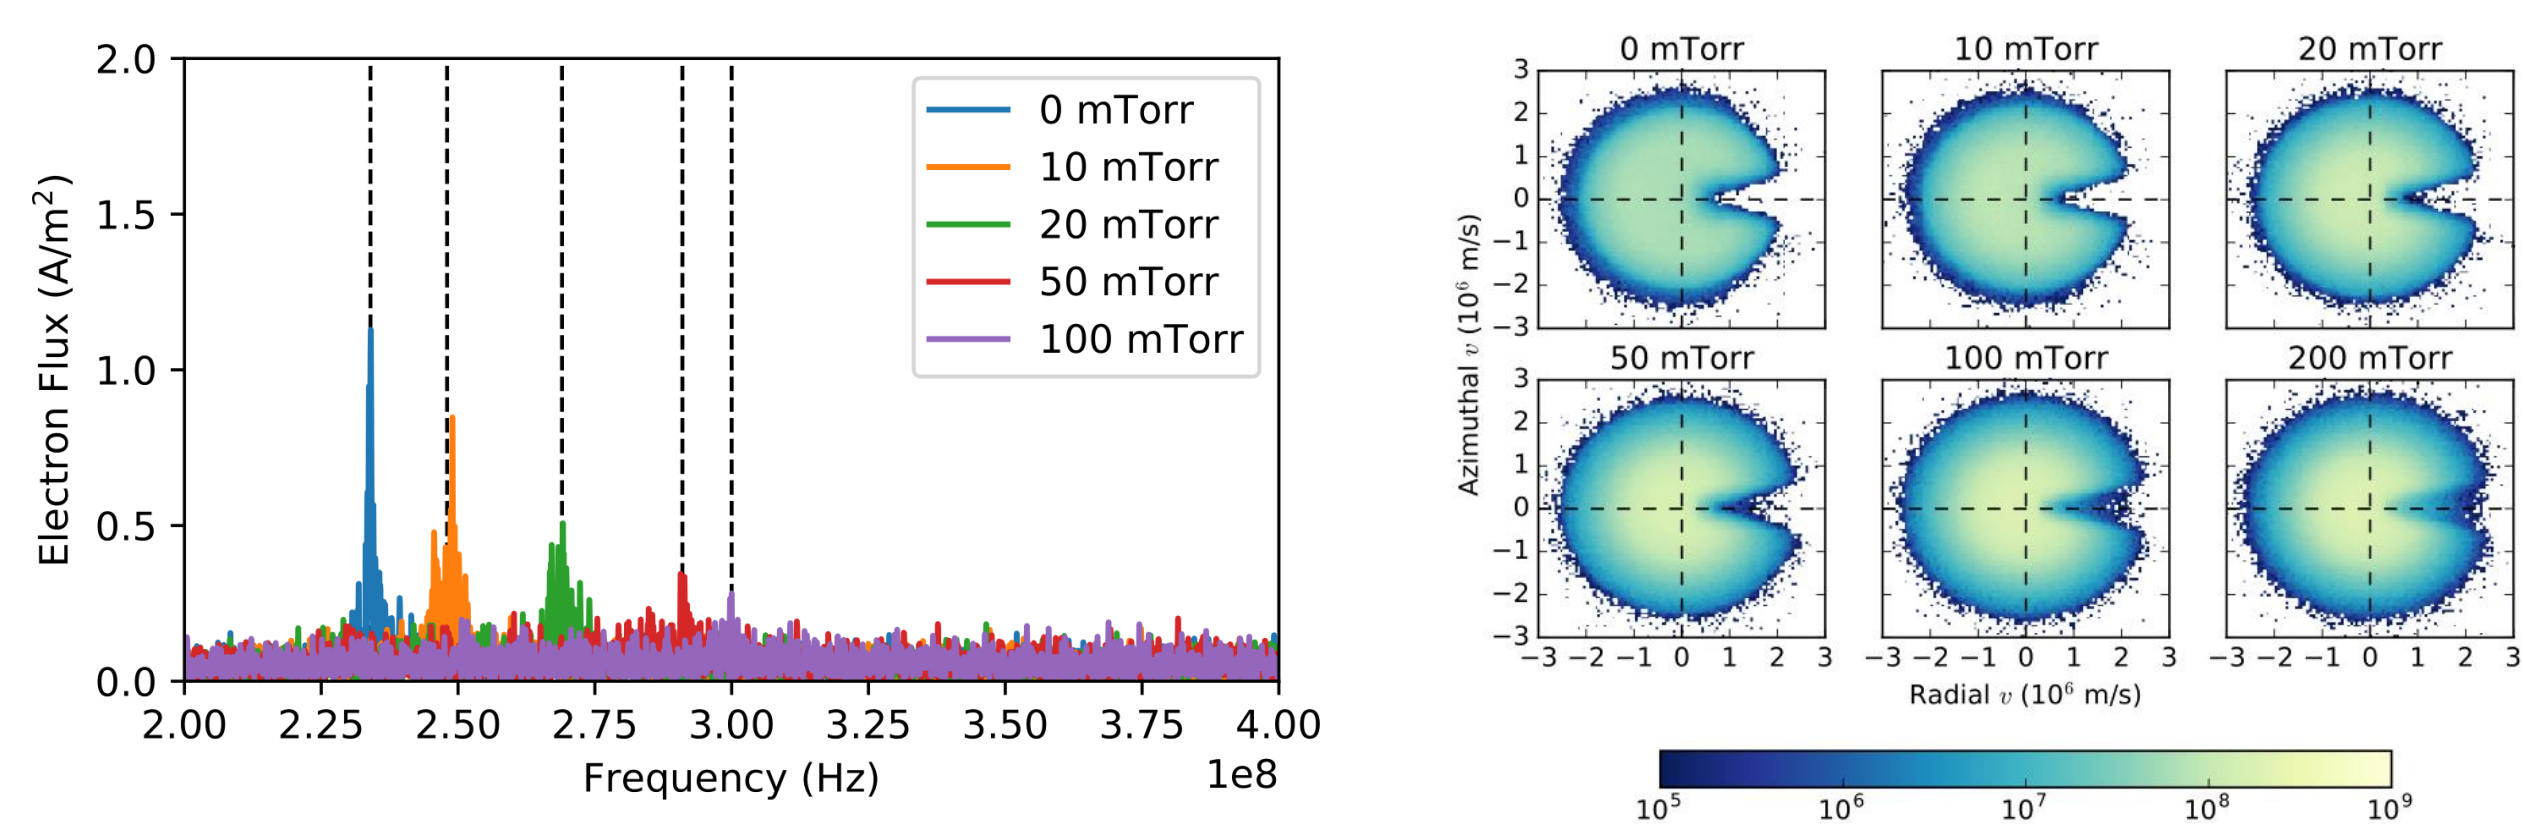 2.0
1.5
1.0
0.5
0.0
Electron Flux (A/m²)
0 mTorr
10 mTorr
20 mTorr
50 mTorr
100 mTorr
2.00 2.25 2.50 2.75 3.00 3.25 3.50 3.75 4.00
1e8
Frequency (Hz)
0 mTorr 10 mTorr 20 mTorr
3
2
1
0
−1
−2
−3
50 mTorr 100 mTorr 200 mTorr
3
2
1
0
−1
−2
−3
Azimuthal v (10⁶ m/s)
−3 −2 −1 0 1 2 3 −3 −2 −1 0 1 2 3 −3 −2 −1 0 1 2 3
Radial v (10⁶ m/s)
10⁵ 10⁶ 10⁷ 10⁸ 10⁹